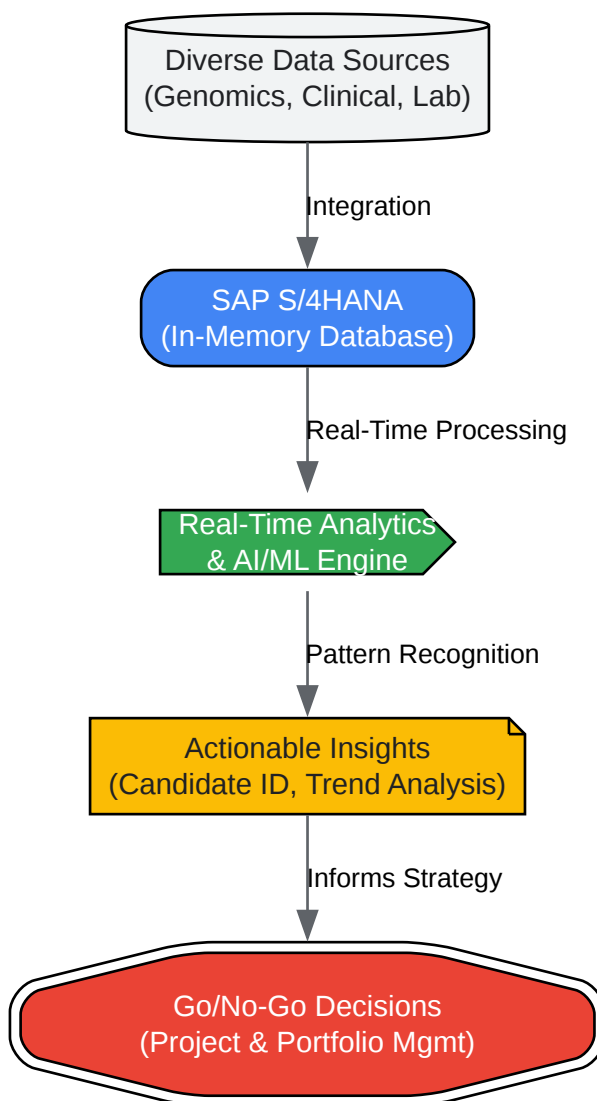 Diverse Data Sources
(Genomics, Clinical, Lab)
Integration
SAP S/4HANA
(In-Memory Database)
Real-Time Processing
Real-Time Analytics
& AI/ML Engine
Pattern Recognition
Actionable Insights
(Candidate ID, Trend Analysis)
Informs Strategy
Go/No-Go Decisions
(Project & Portfolio Mgmt)